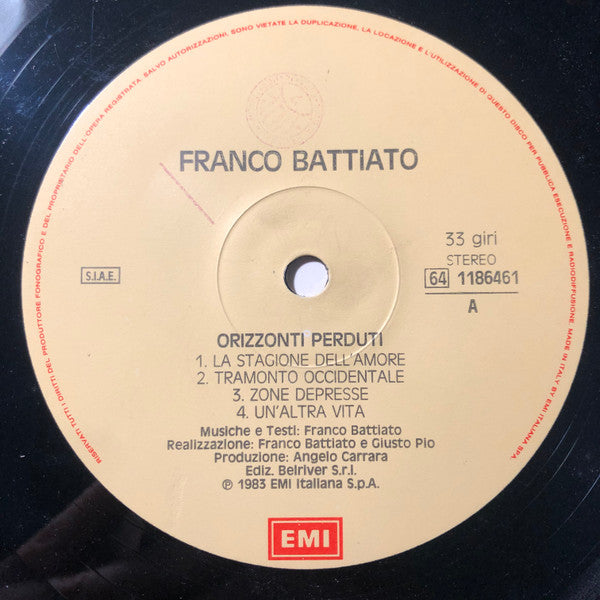 RISERVATI TUTTI I DIRITTI DEL PRODUTTORE FONOGRAFICO E DEL PROPRIETARIO DELL'OPERA REGISTRATA. SALVO AUTORIZZAZIONI, SONO VIETATE LA DUPLICAZIONE, LA LOCAZIONE E L'UTILIZZAZIONE DI QUESTO DISCO PER PUBBLICA ESECUZIONE E RADIODIFFUSIONE. MADE IN ITALY BY EMI ITALIANA SPA.
FRANCO BATTIATO
33 giri
STEREO
S.I.A.E.
64 1186461
A
ORIZZONTI PERDUTI
1. LA STAGIONE DELL'AMORE
2. TRAMONTO OCCIDENTALE
3. ZONE DEPRESSE
4. UN'ALTRA VITA
Musiche e Testi: Franco Battiato
Realizzazione: Franco Battiato e Giusto Pio
Produzione: Angelo Carrara
Ediz. Belriver S.r.l.
℗ 1983 EMI Italiana S.p.A.
EMI